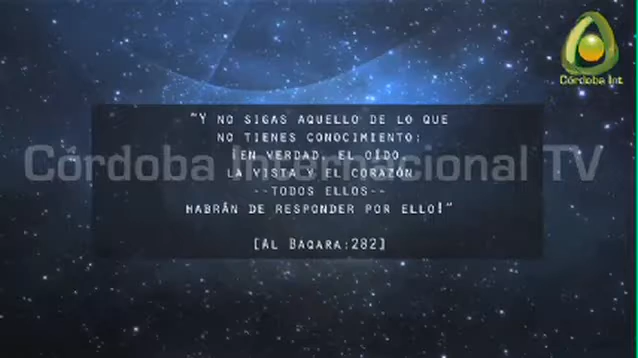 Córdoba Int.
"Y NO SIGAS AQUELLO DE LO QUE
NO TIENES CONOCIMIENTO:
¡EN VERDAD, EL OÍDO,
LA VISTA Y EL CORAZÓN
--TODOS ELLOS--
HABRÁN DE RESPONDER POR ELLO!"
[AL BAQARA:282]
Córdoba Internacional TV